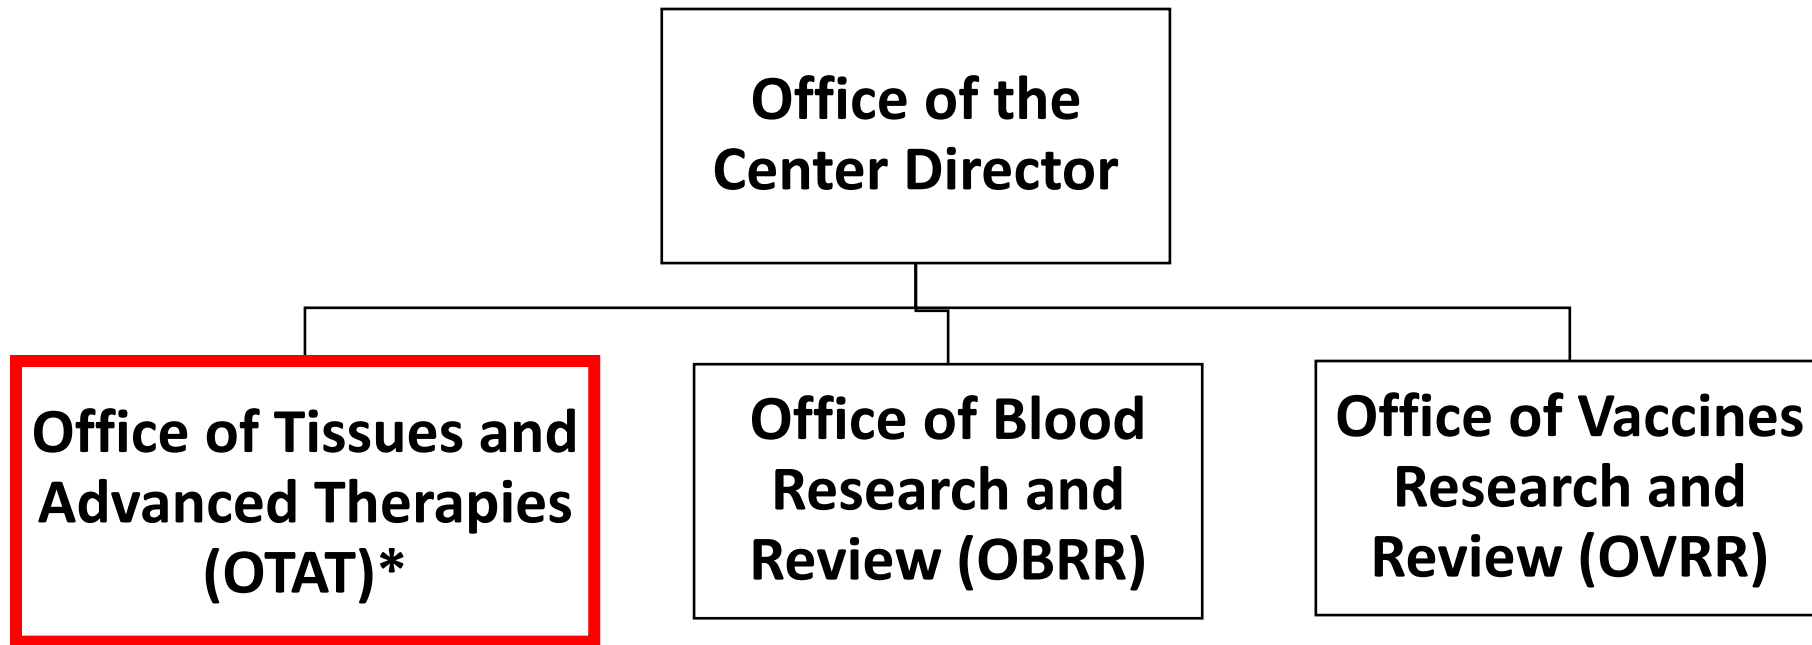 Office of the
Center Director
Office of Tissues and
Advanced Therapies
(OTAT)*
Office of Blood
Research and
Review (OBRR)
Office of Vaccines
Research and
Review (OVRR)